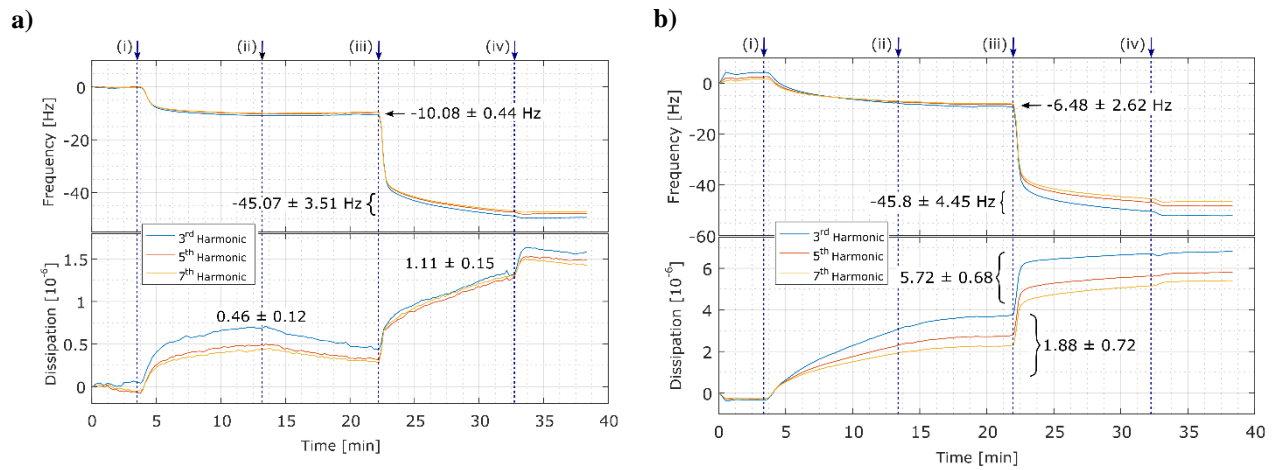 a)
(i) (ii) (iii) (iv)
0
-20
-40
Frequency [Hz]
-10.08 ± 0.44 Hz
-45.07 ± 3.51 Hz
3rd Harmonic
5th Harmonic
7th Harmonic
1.5
1.0
0.5
0
Dissipation [10-6]
0.46 ± 0.12
1.11 ± 0.15
0 5 10 15 20 25 30 35 40
Time [min]
b)
(i) (ii) (iii) (iv)
0
-20
-40
-60
Frequency [Hz]
-6.48 ± 2.62 Hz
-45.8 ± 4.45 Hz
3rd Harmonic
5th Harmonic
7th Harmonic
6
4
2
0
Dissipation [10-6]
5.72 ± 0.68
1.88 ± 0.72
0 5 10 15 20 25 30 35 40
Time [min]